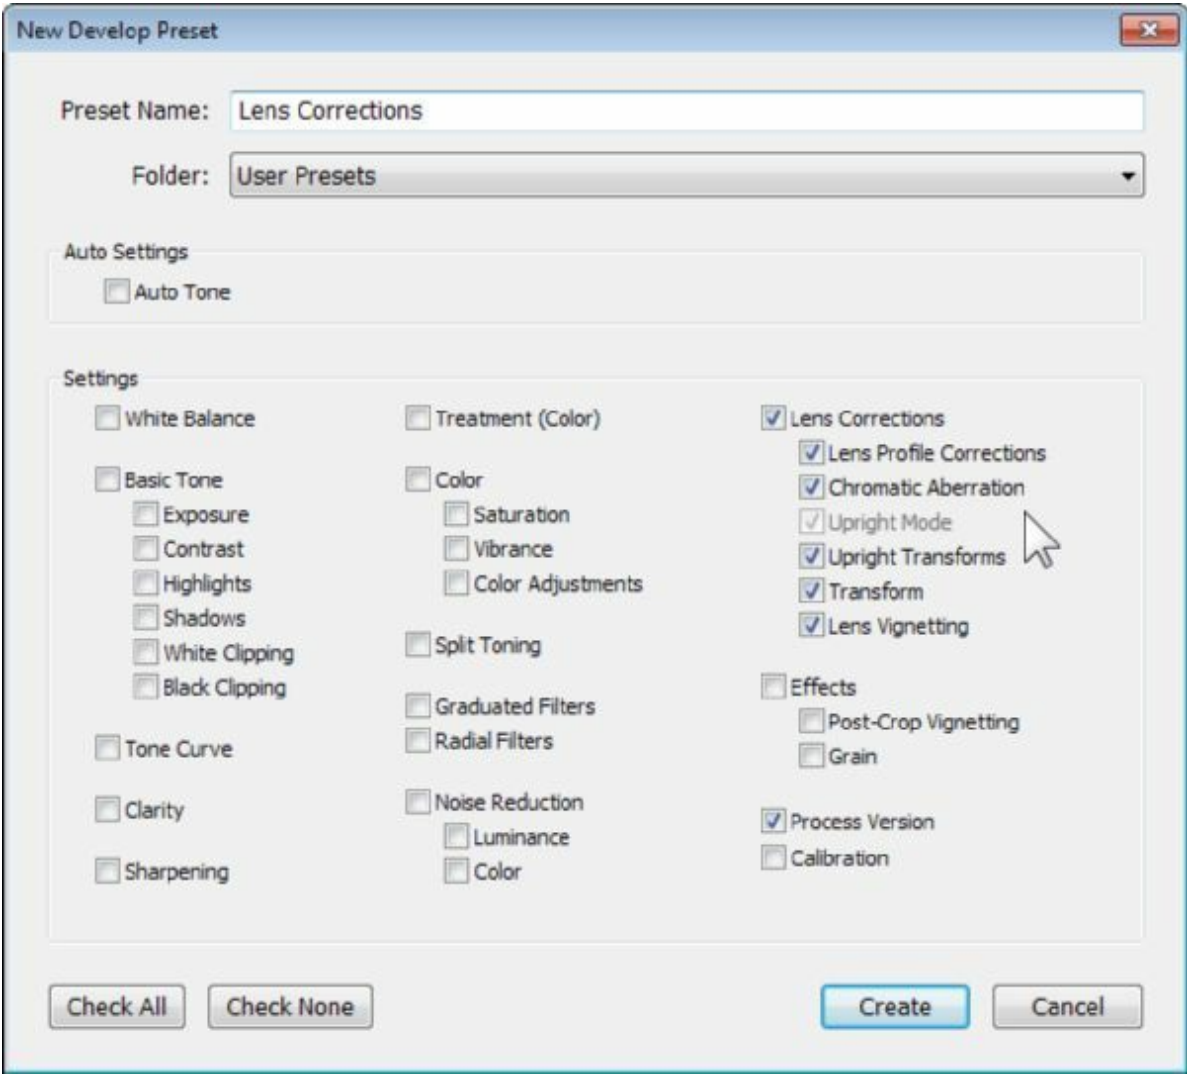 New Develop Preset
Preset Name: Lens Corrections
Folder: User Presets
Auto Settings
Auto Tone
Settings
White Balance
Basic Tone
Exposure
Contrast
Highlights
Shadows
White Clipping
Black Clipping
Tone Curve
Clarity
Sharpening
Treatment (Color)
Color
Saturation
Vibrance
Color Adjustments
Split Toning
Graduated Filters
Radial Filters
Noise Reduction
Luminance
Color
Lens Corrections
Lens Profile Corrections
Chromatic Aberration
Upright Mode
Upright Transforms
Transform
Lens Vignetting
Effects
Post-Crop Vignetting
Grain
Process Version
Calibration
Check All
Check None
Create
Cancel